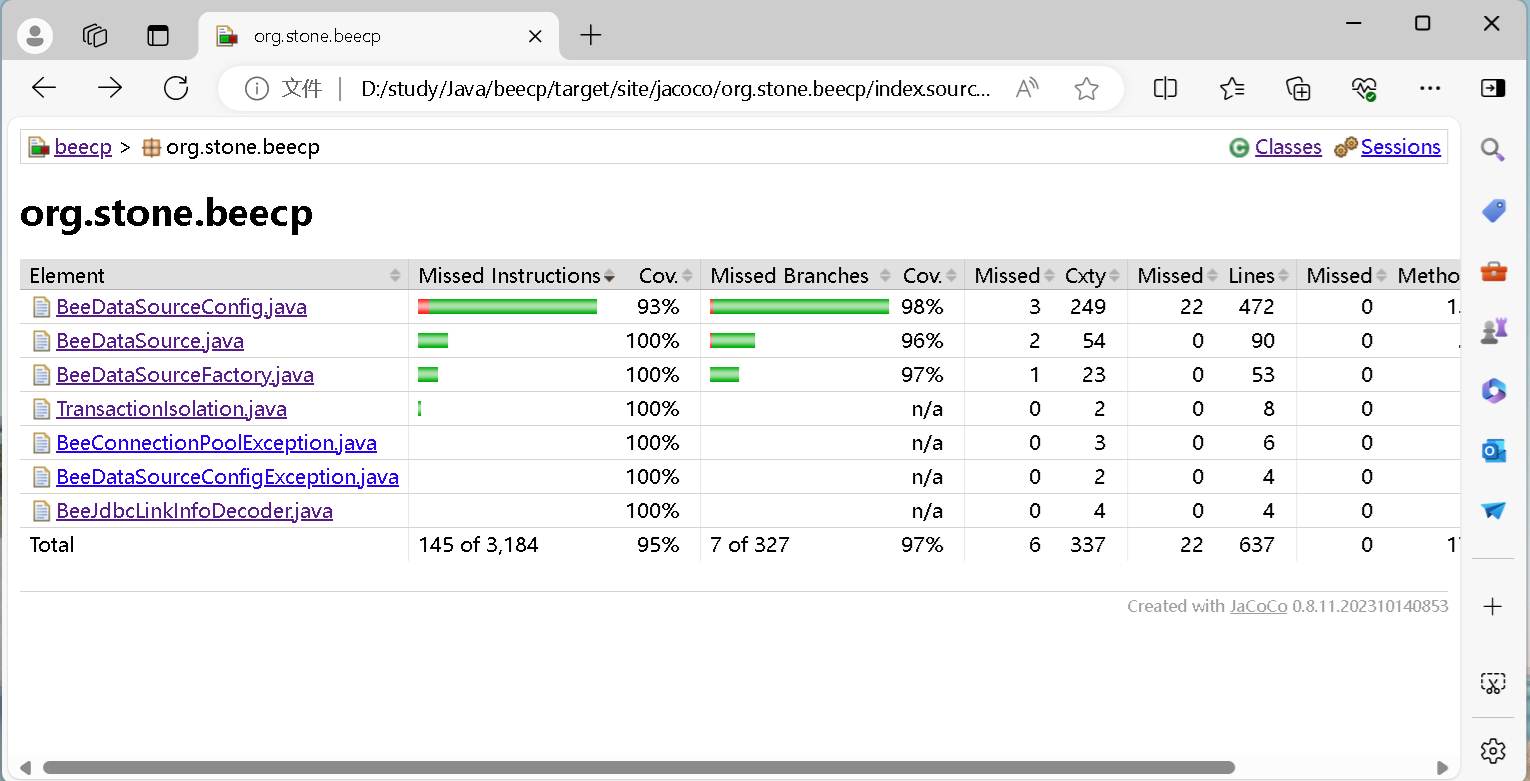 org.stone.beecp
文件 D:/study/Java/beecp/target/site/jacoco/org.stone.beecp/index.sourc...
beecp > org.stone.beecp Classes Sessions
org.stone.beecp
Element Missed Instructions Cov. Missed Branches Cov. Missed Cxty Missed Lines Missed Metho
BeeDataSourceConfig.java 93% 98% 3 249 22 472 0 1
BeeDataSource.java 100% 96% 2 54 0 90 0
BeeDataSourceFactory.java 100% 97% 1 23 0 53 0
TransactionIsolation.java 100% n/a 0 2 0 8 0
BeeConnectionPoolException.java 100% n/a 0 3 0 6 0
BeeDataSourceConfigException.java 100% n/a 0 2 0 4 0
BeeJdbcLinkInfoDecoder.java 100% n/a 0 4 0 4 0
Total 145 of 3,184 95% 7 of 327 97% 6 337 22 637 0 1
Created with JaCoCo 0.8.11.202310140853